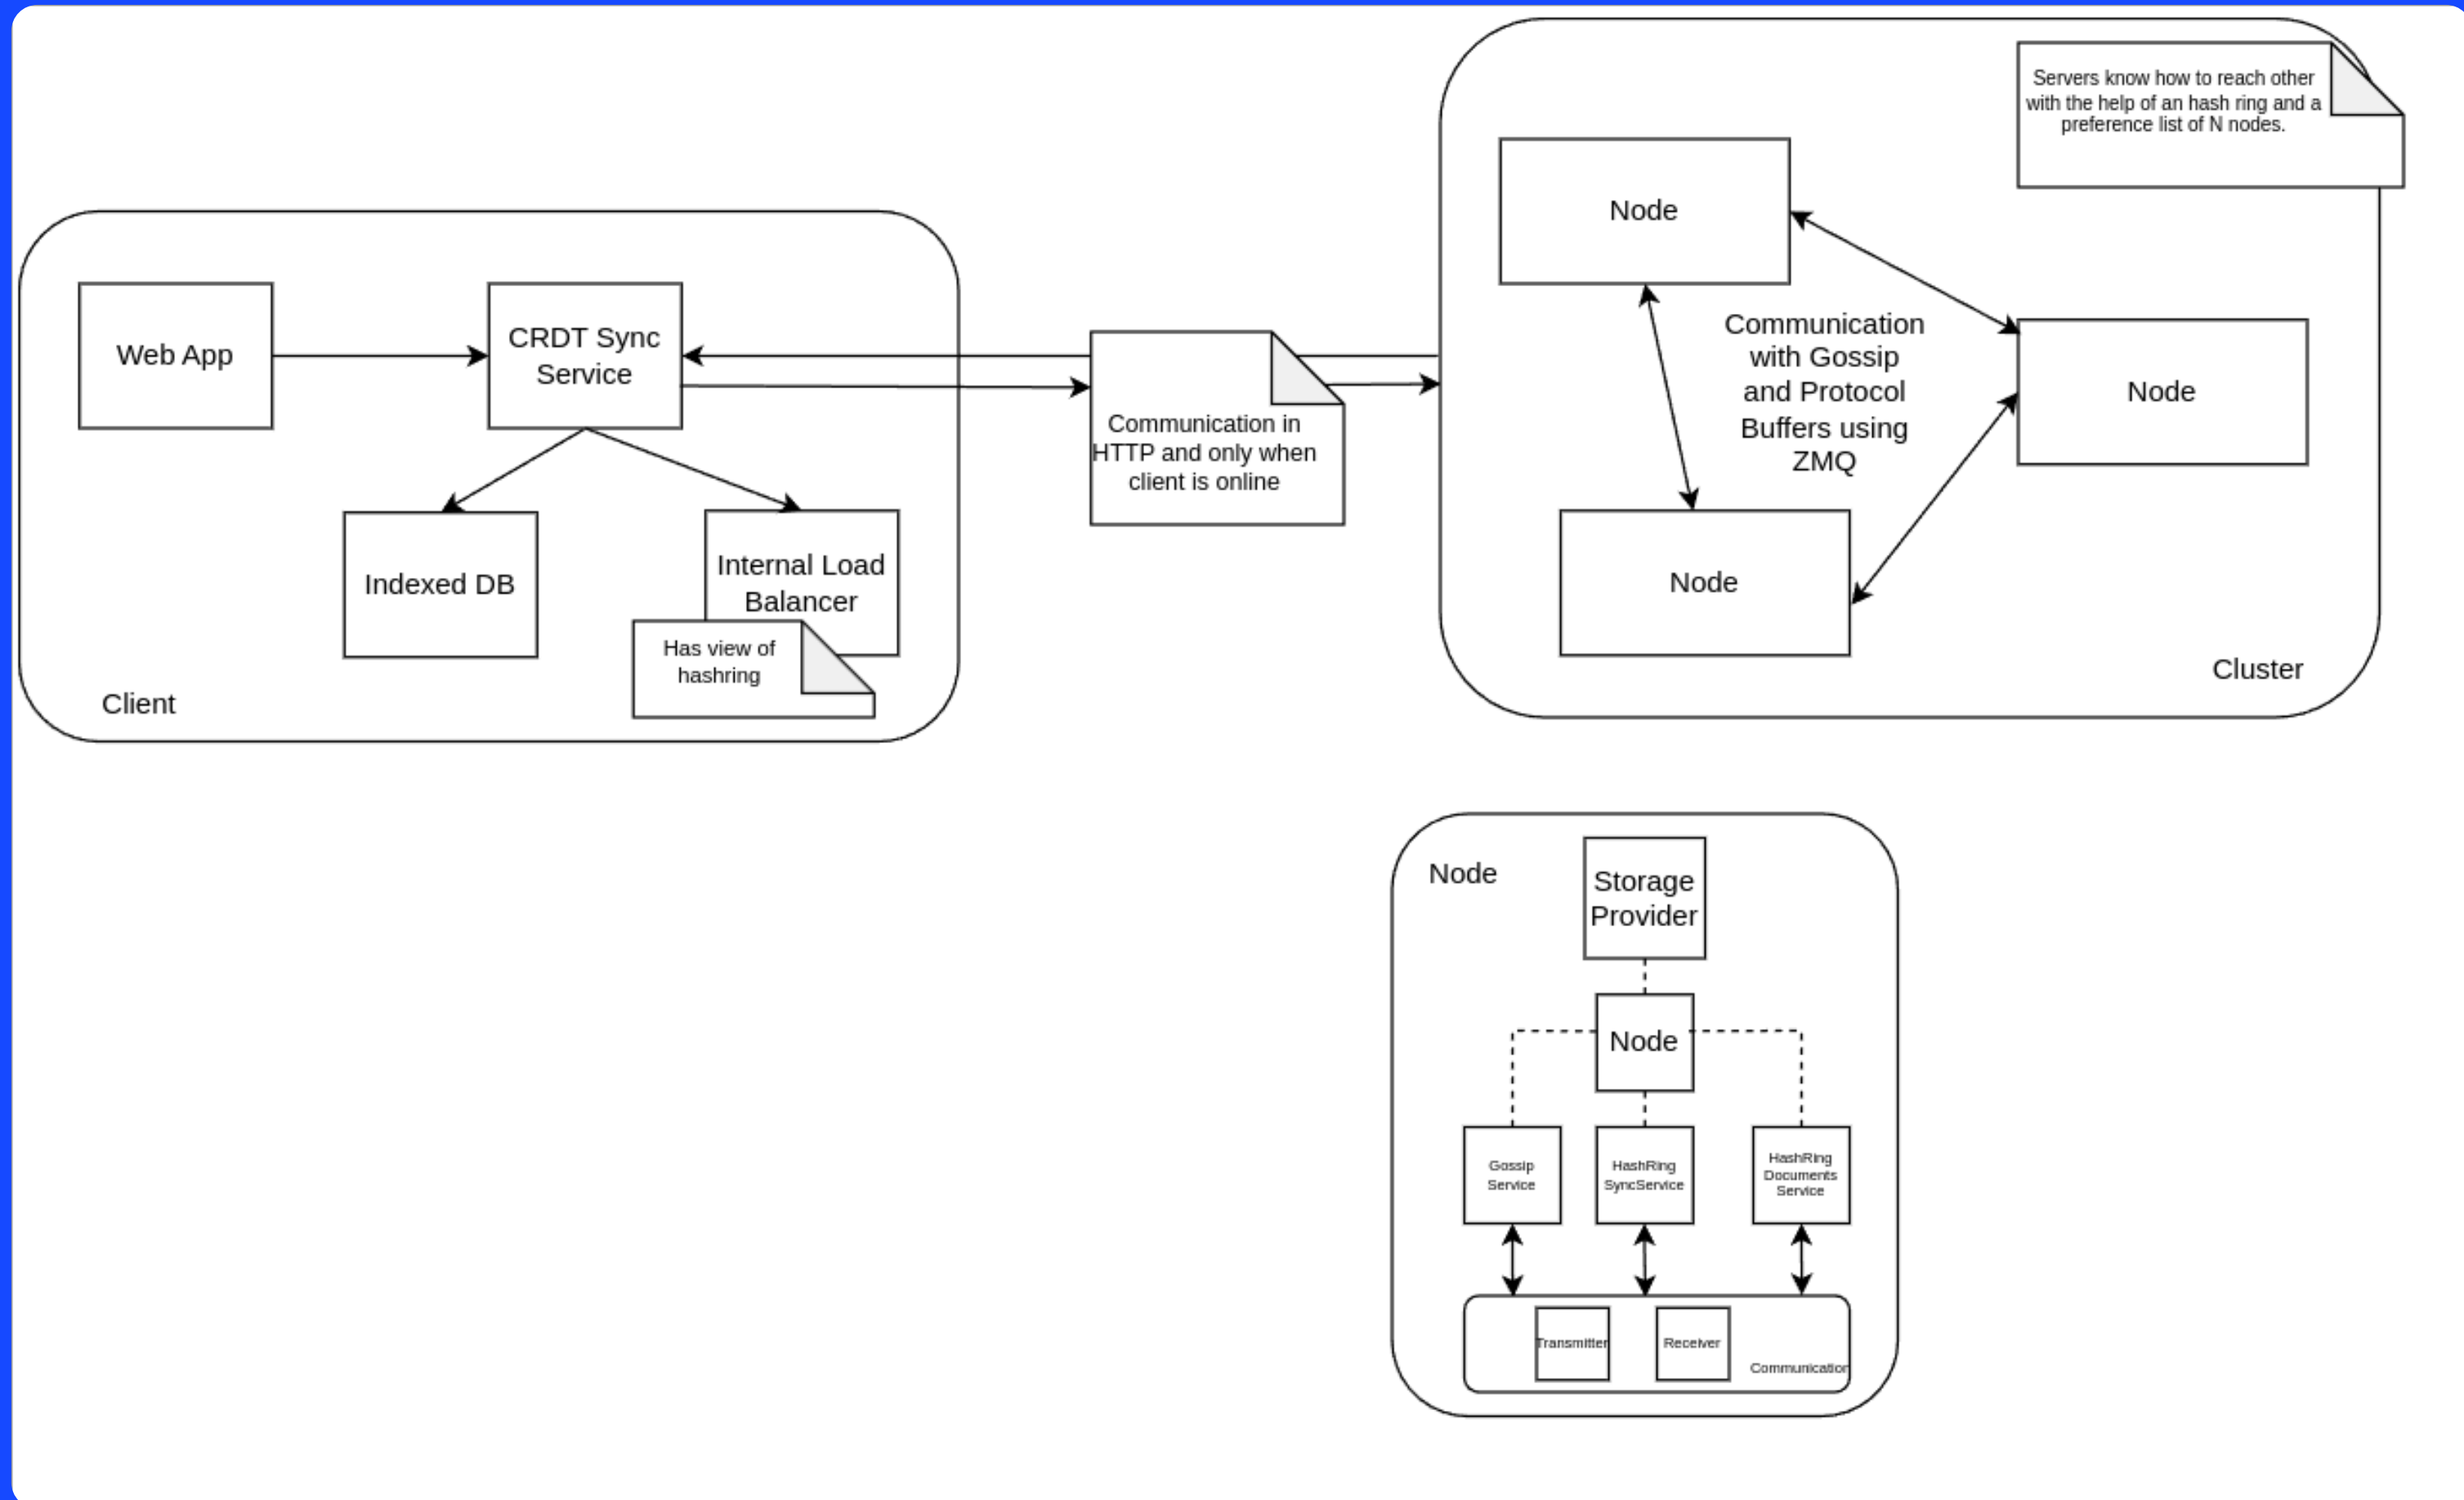 Servers know how to reach other
with the help of an hash ring and a
preference list of N nodes.
Node
Communication
with Gossip
and Protocol
Buffers using
ZMQ
Node
Node
Cluster
Web App
CRDT Sync
Service
Indexed DB
Internal Load
Balancer
Has view of
hashring
Client
Communication in
HTTP and only when
client is online
Node
Storage
Provider
Node
Gossip
Service
HashRing
SyncService
HashRing
Documents
Service
Transmitter
Receiver
Communication